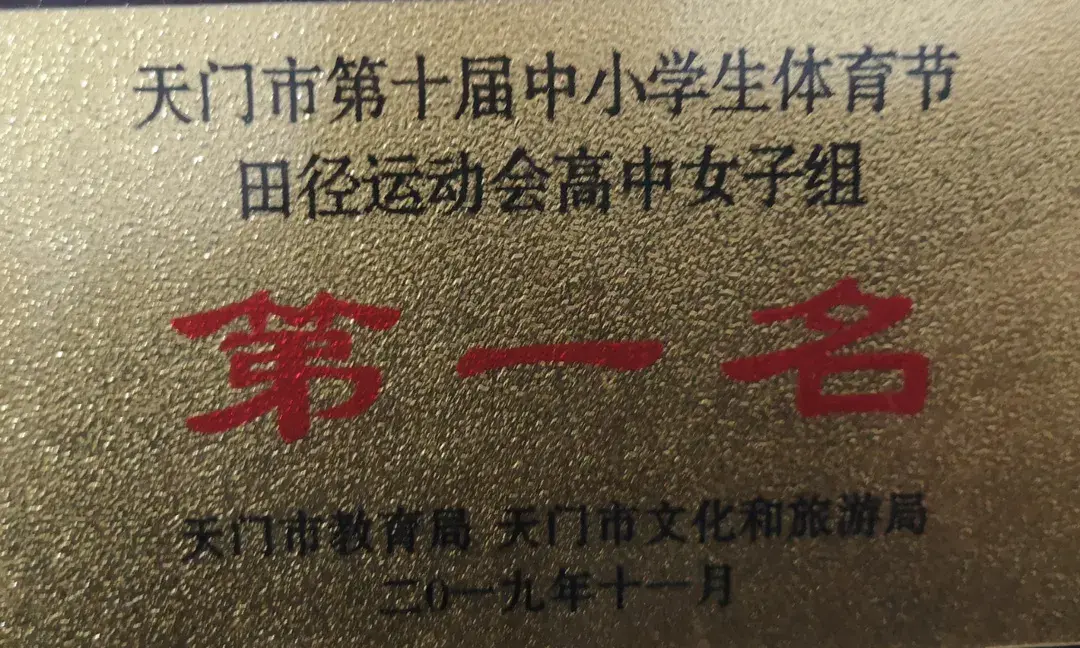 天门市第十届中小学生体育节
田径运动会高中女子组
第一名
天门市教育局 天门市文化和旅游局
二0一九年十一月